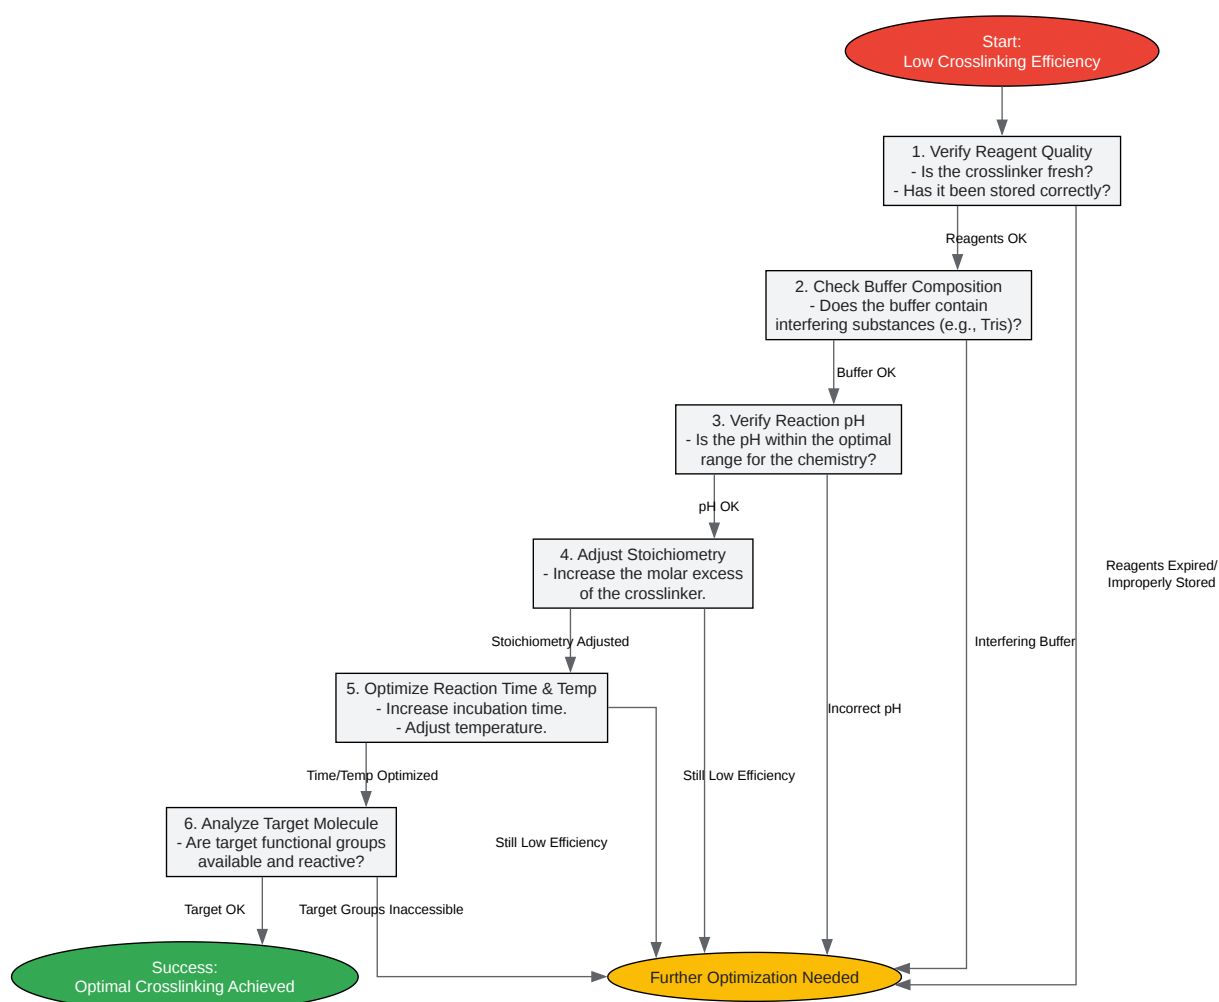 Start:
Low Crosslinking Efficiency
1. Verify Reagent Quality
- Is the crosslinker fresh?
- Has it been stored correctly?
Reagents OK
2. Check Buffer Composition
- Does the buffer contain
interfering substances (e.g., Tris)?
Buffer OK
3. Verify Reaction pH
- Is the pH within the optimal
range for the chemistry?
pH OK
4. Adjust Stoichiometry
- Increase the molar excess
of the crosslinker.
Reagents Expired/
Improperly Stored
Stoichiometry Adjusted
Interfering Buffer
5. Optimize Reaction Time & Temp
- Increase incubation time.
- Adjust temperature.
Incorrect pH
Time/Temp Optimized
Still Low Efficiency
6. Analyze Target Molecule
- Are target functional groups
available and reactive?
Still Low Efficiency
Target OK
Target Groups Inaccessible
Success:
Optimal Crosslinking Achieved
Further Optimization Needed